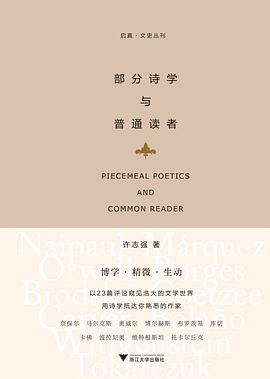 启真·文史丛刊
部分诗学
与
普通读者
PIECEMEAL POETICS
AND
COMMON READER
Naipaul Marquez
许志强 著
Borges
博学·精微·生动
以23篇评论窥见浩大的文学世界
用诗学抵达你熟悉的作家
奈保尔 马尔克斯 奥威尔 博尔赫斯 布罗茨基 库切
卡佛 波拉尼奥 维特根斯坦 托卡尔丘克
Tokarczuk
浙江大学出版社